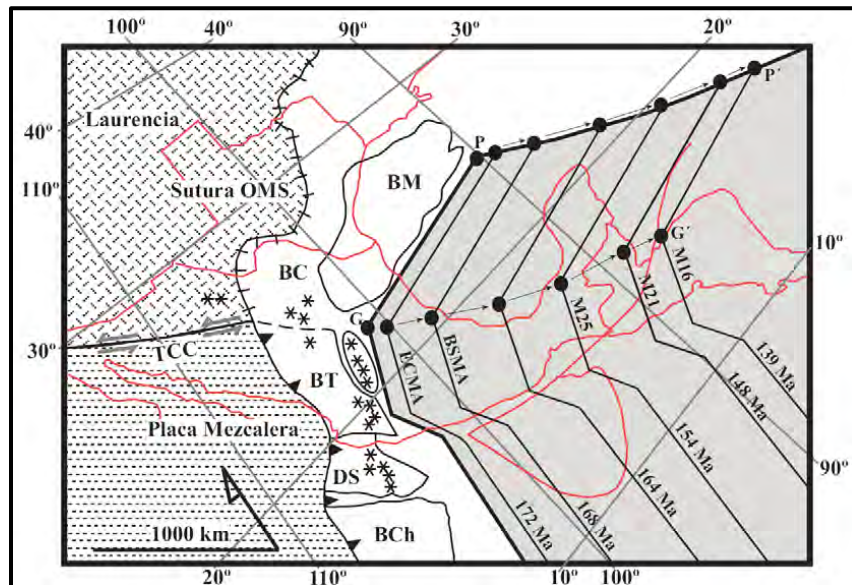 100º
40º
90º
30º
20º
Laurencia
40º
110º
Sutura OMS
BM
P
P´
BC
G
G´
10º
M16
M21
M25
TCC
30º
BT
ECMA
BSMA
139 Ma
148 Ma
154 Ma
164 Ma
168 Ma
172 Ma
Placa Mezcalera
DS
90º
1000 km
BCh
20º
110º
10º
100º